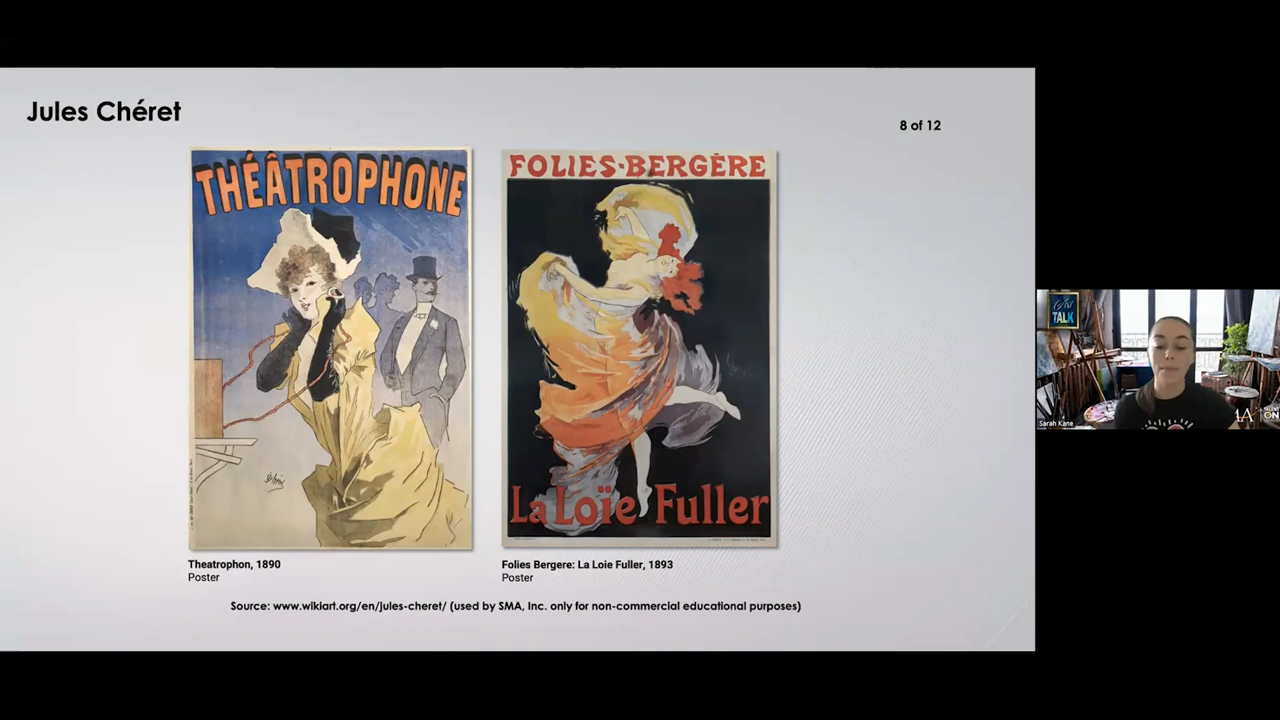 Jules Chéret
8 of 12
THÉÂTROPHONE
FOLIES-BERGÈRE
La Loïe Fuller
Theatrophon, 1890
Poster
Folies Bergere: La Loie Fuller, 1893
Poster
Source: www.wikiart.org/en/jules-cheret/ (used by SMA, Inc. only for non-commercial educational purposes)
Art
TALK
Sarah Kane